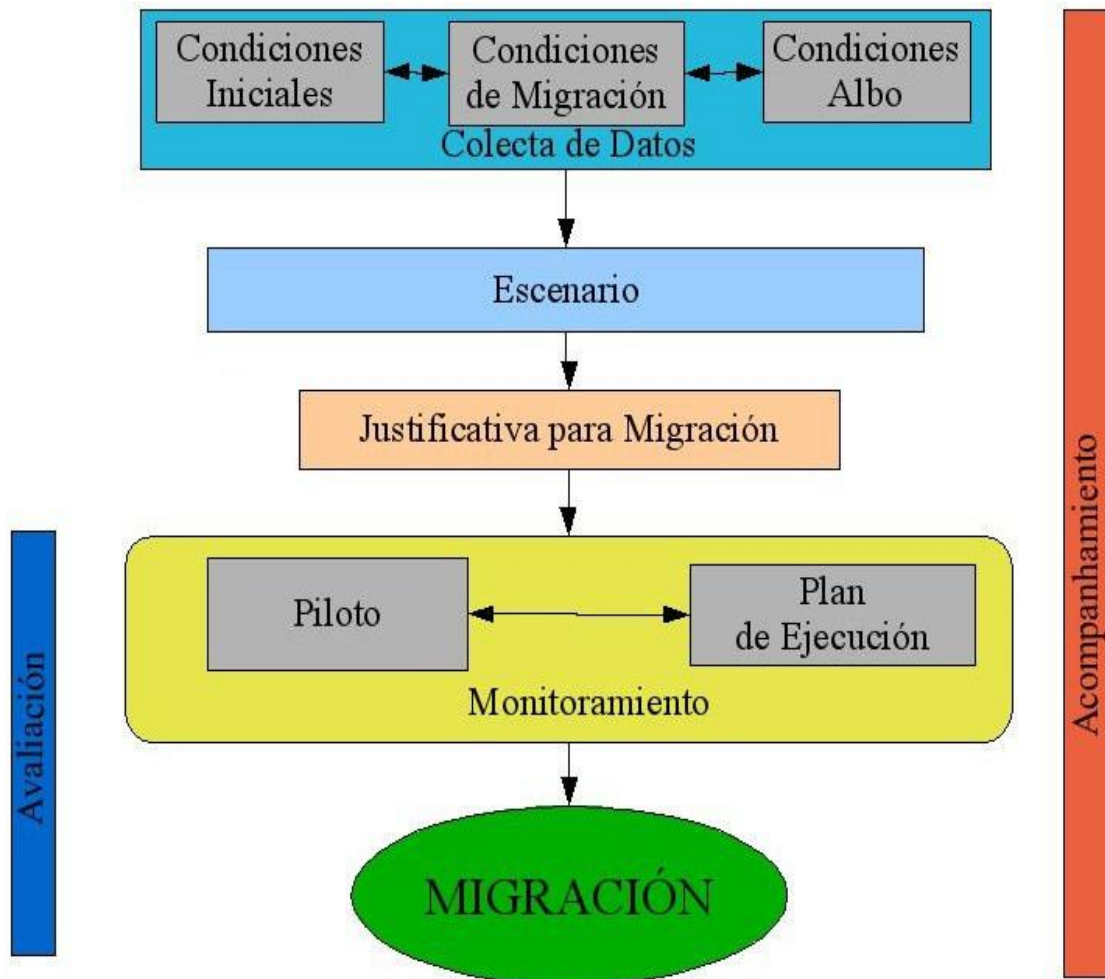 Condiciones
Iniciales
Condiciones
de Migración
Condiciones
Albo
Colecta de Datos
Escenario
Justificativa para Migración
Piloto
Plan
de Ejecución
Monitoramiento
MIGRACIÓN
Avaliación
Acompanhamiento